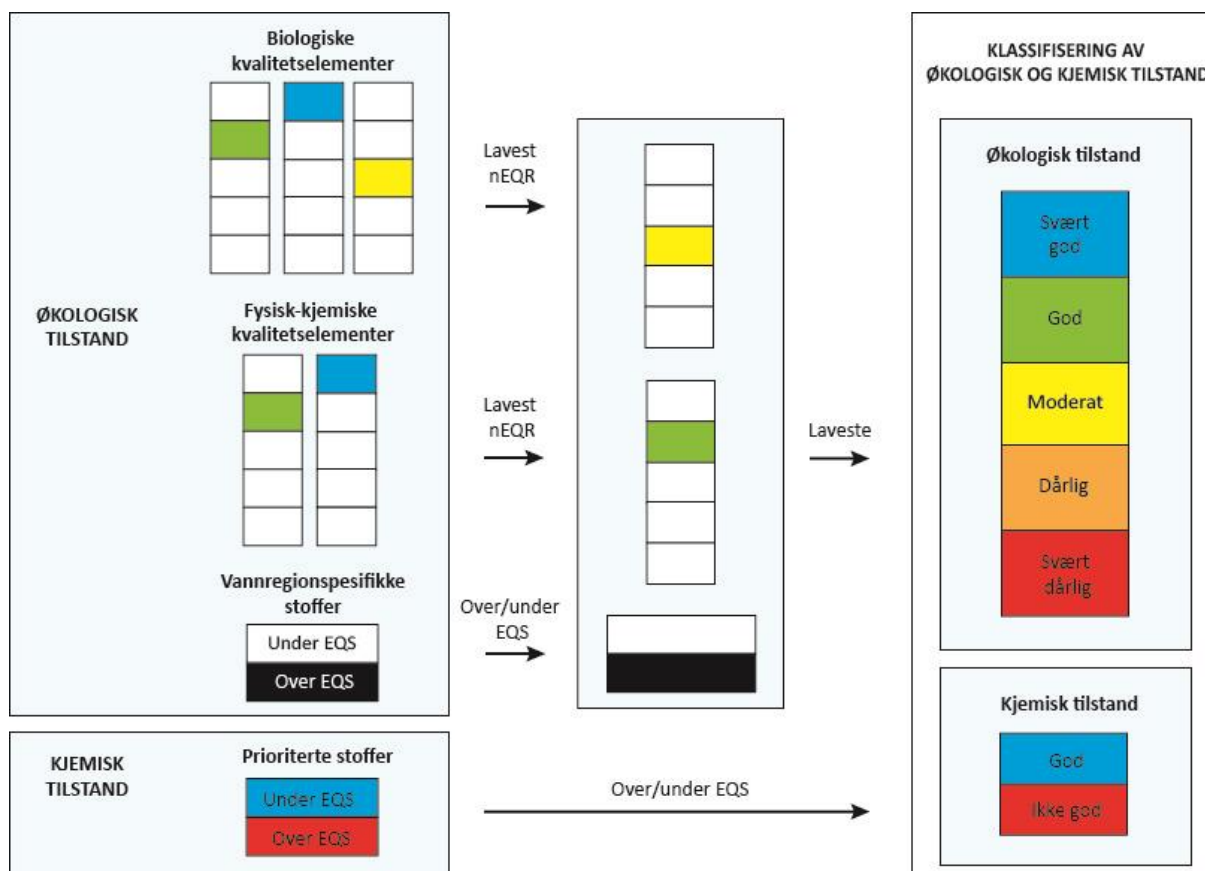 Biologiske
kvalitetselementer
Lavest
nEQR
ØKOLOGISK
TILSTAND
Fysisk-kjemiske
kvalitetselementer
Lavest
nEQR
Vannregionspesifikke
stoffer
Under EQS
Over EQS
Over/under
EQS
Laveste
KJEMISK
TILSTAND
Prioriterte stoffer
Under EQS
Over EQS
Over/under EQS
KLASSIFISERING AV
ØKOLOGISK OG KJEMISK TILSTAND
Økologisk tilstand
Svært
god
God
Moderat
Dårlig
Svært
dårlig
Kjemisk tilstand
God
Ikke god